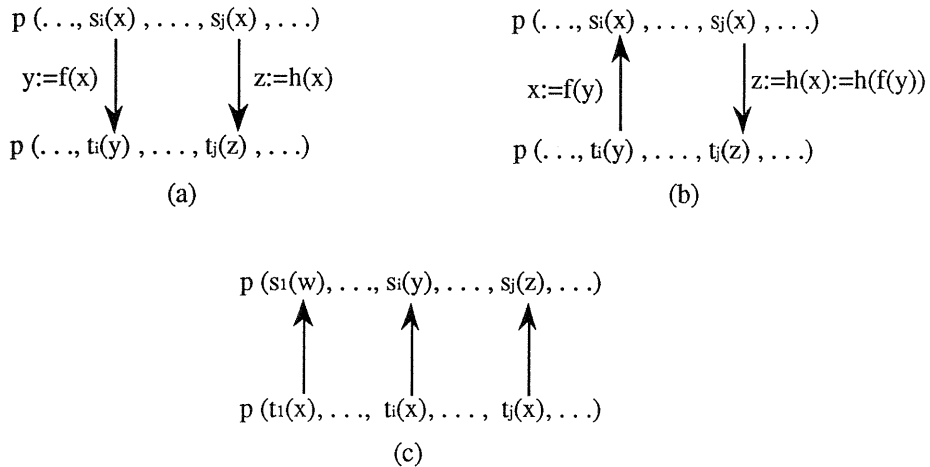 p (. . ., si(x) , . . . , sj(x) , . . .)
p (. . ., si(x) , . . . , sj(x) , . . .)
y:=f(x)
z:=h(x)
x:=f(y)
z:=h(x):=h(f(y))
p (. . ., ti(y) , . . . , tj(z) , . . .)
p (. . ., ti(y) , . . . , tj(z) , . . .)
(a)
(b)
p (s1(w), . . ., si(y), . . . , sj(z), . . .)
p (t1(x), . . ., ti(x), . . . , tj(x), . . .)
(c)